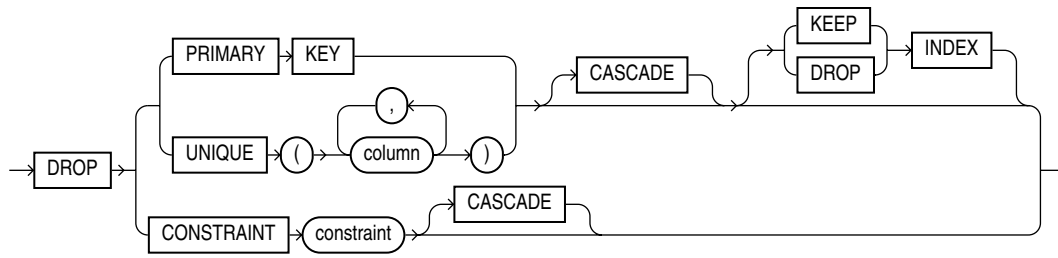 KEEP
PRIMARY KEY CASCADE INDEX
DROP
,
UNIQUE ( column )
DROP
CASCADE
CONSTRAINT constraint